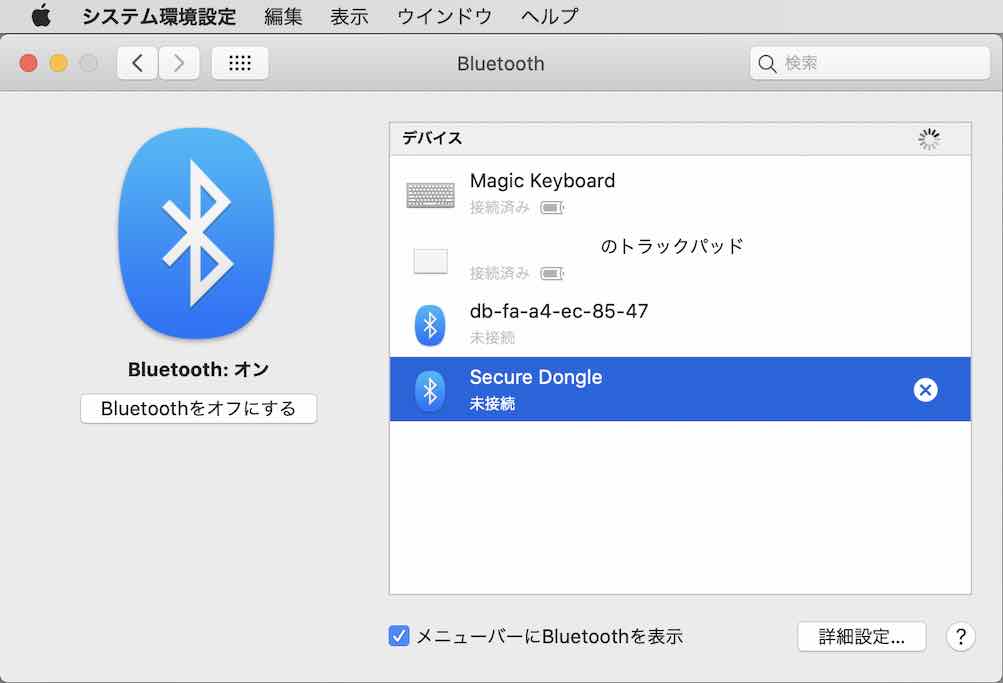 システム環境設定 編集 表示 ウインドウ ヘルプ
Bluetooth
検索
デバイス
Magic Keyboard
接続済み
のトラックパッド
接続済み
db-fa-a4-ec-85-47
未接続
Secure Dongle
未接続
Bluetooth: オン
Bluetoothをオフにする
メニューバーにBluetoothを表示
詳細設定...
?